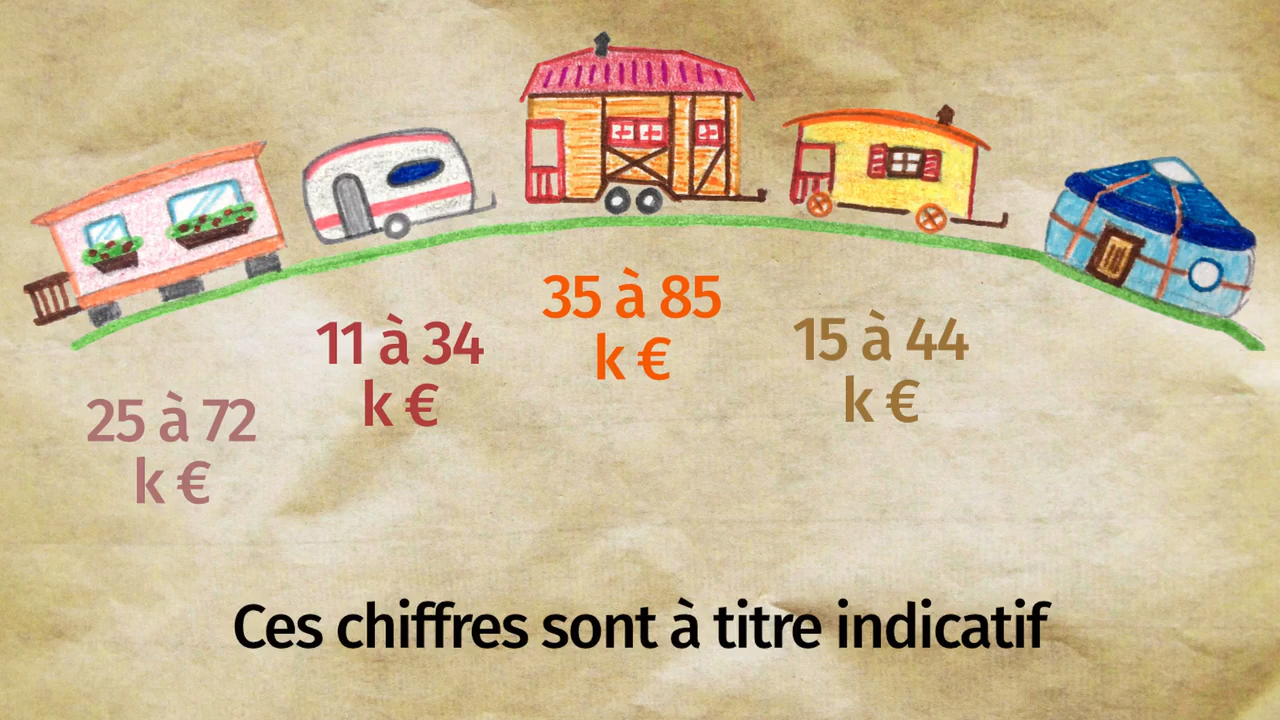 25 à 72
k €
11 à 34
k €
35 à 85
k €
15 à 44
k €
Ces chiffres sont à titre indicatif